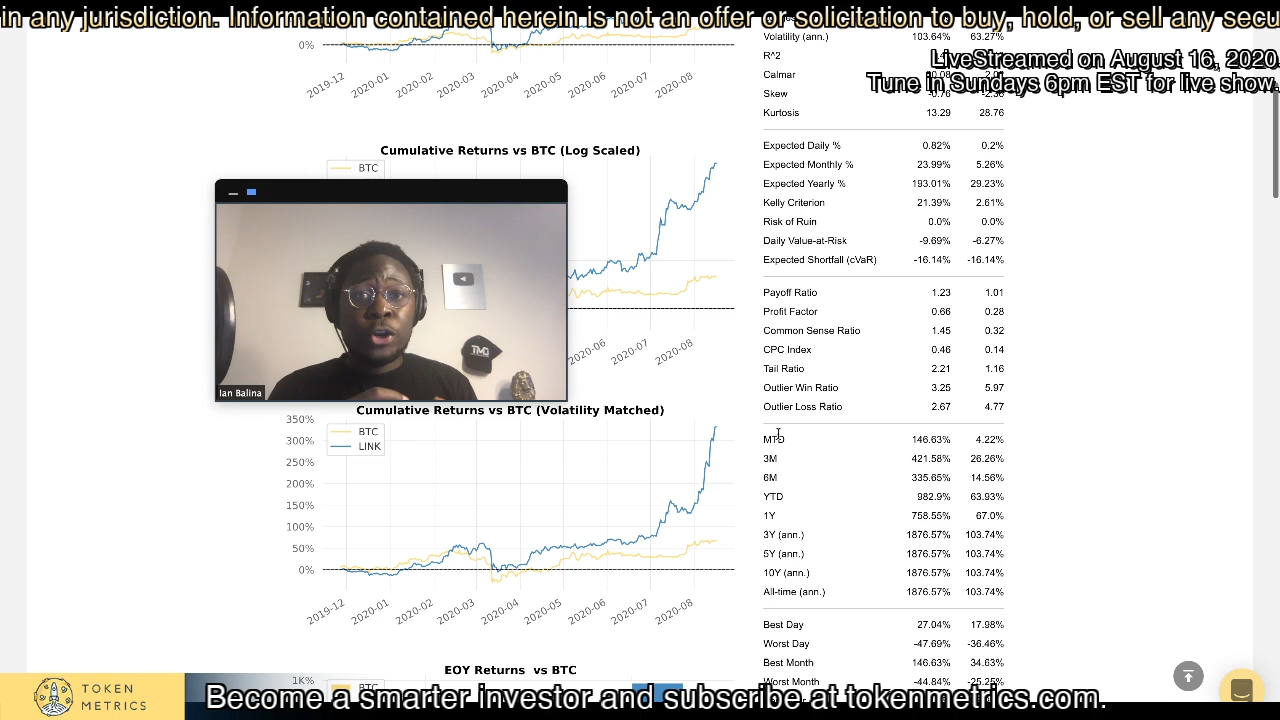 in any jurisdiction. Information contained herein is not an offer or solicitation to buy, hold, or sell any secu
LiveStreamed on August 16, 2020.
Tune in Sundays 6pm EST for live show.
0%
2019-12 2020-01 2020-02 2020-03 2020-04 2020-05 2020-06 2020-07 2020-08
Cumulative Returns vs BTC (Log Scaled)
BTC
Ian Balina
2020-06 2020-07 2020-08
Cumulative Returns vs BTC (Volatility Matched)
350%
300%
250%
200%
150%
100%
50%
0%
BTC
LINK
2019-12 2020-01 2020-02 2020-03 2020-04 2020-05 2020-06 2020-07 2020-08
EOY Returns vs BTC
1K%
BTC
Volatility (ann.) 103.64% 63.27%
R^2
Calmar
Skew
Kurtosis 13.29 28.76
Expected Daily % 0.82% 0.2%
Expected Monthly % 23.99% 5.26%
Expected Yearly % 193.91% 29.23%
Kelly Criterion 21.39% 2.61%
Risk of Ruin 0.0% 0.0%
Daily Value-at-Risk -9.69% -6.27%
Expected Shortfall (cVaR) -16.14% -16.14%
Payoff Ratio 1.23 1.01
Profit Factor 0.66 0.28
Common Sense Ratio 1.45 0.32
CPC Index 0.46 0.14
Tail Ratio 2.21 1.16
Outlier Win Ratio 3.25 5.97
Outlier Loss Ratio 2.67 4.77
MTD 146.63% 4.22%
3M 421.58% 26.26%
6M 335.65% 14.56%
YTD 982.9% 63.93%
1Y 758.55% 67.0%
3Y (ann.) 1876.57% 103.74%
5Y (ann.) 1876.57% 103.74%
10Y (ann.) 1876.57% 103.74%
All-time (ann.) 1876.57% 103.74%
Best Day 27.04% 17.98%
Worst Day -47.69% -36.46%
Best Month 146.63% 34.63%
Worst Month -44.84%
TOKEN
METRICS
Become a smarter investor and subscribe at tokenmetrics.com.